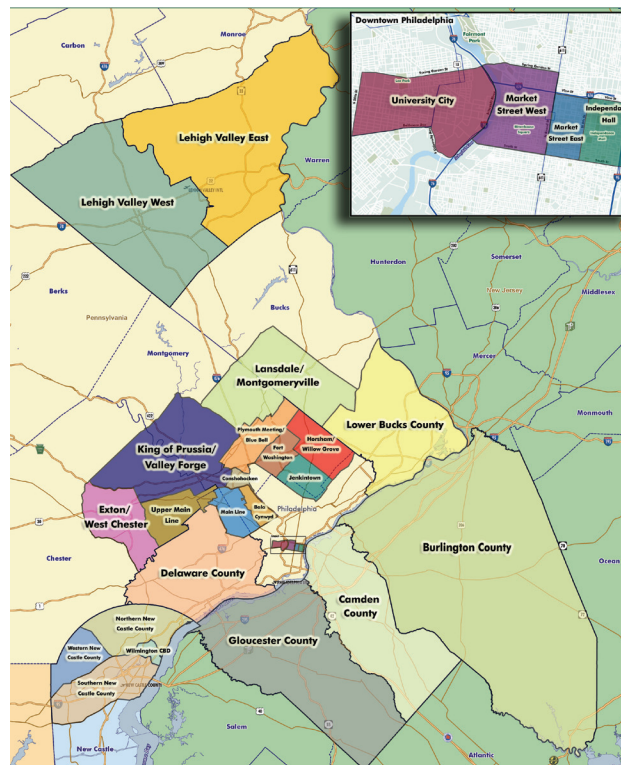 Downtown Philadelphia
Fairmont
Park
University City
Market
Street West
Market
Street East
Independ
Hall
Carbon
Monroe
Lehigh Valley East
Warren
Lehigh Valley West
Hunterdon
Somerset
New Jersey
Middlesex
Berks
Bucks
Pennsylvania
Montgomery
Mercer
Lansdale/
Montgomeryville
Monmouth
Lower Bucks County
Plymouth Meeting/
Blue Bell
Horsham/
Willow Grove
Fort
Washington
King of Prussia/
Valley Forge
Conshohocken
Jenkintown
Exton/
West Chester
Upper Main
Line
Main Line
Bala
Cynwyd
Philadelphia
Chester
Burlington County
Ocean
Delaware County
Camden
County
Northern New
Castle County
Gloucester County
Western New
Castle County
Wilmington CBD
Southern New
Castle County
New Castle
Salem
Atlantic